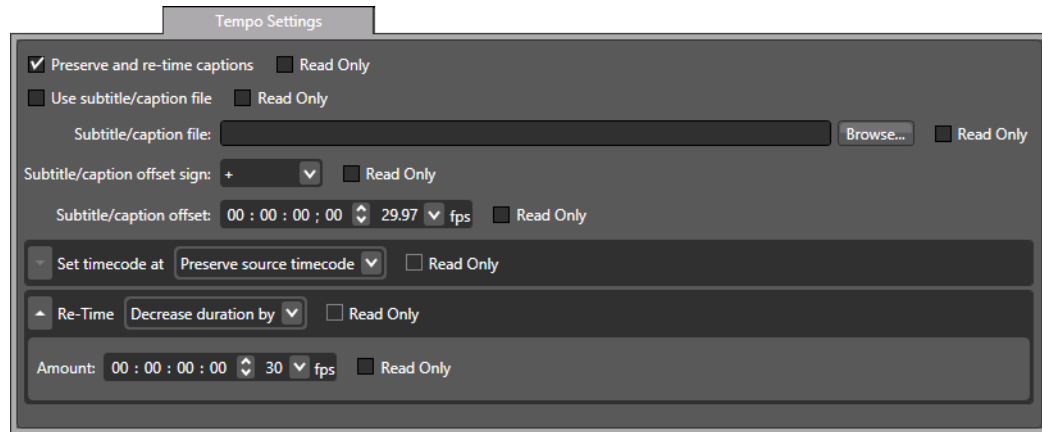 Tempo Settings
Preserve and re-time captions Read Only
Use subtitle/caption file Read Only
Subtitle/caption file: Browse... Read Only
Subtitle/caption offset sign: + Read Only
Subtitle/caption offset: 00 : 00 : 00 ; 00 29.97 fps Read Only
Set timecode at Preserve source timecode Read Only
Re-Time Decrease duration by Read Only
Amount: 00 : 00 : 00 : 00 30 fps Read Only